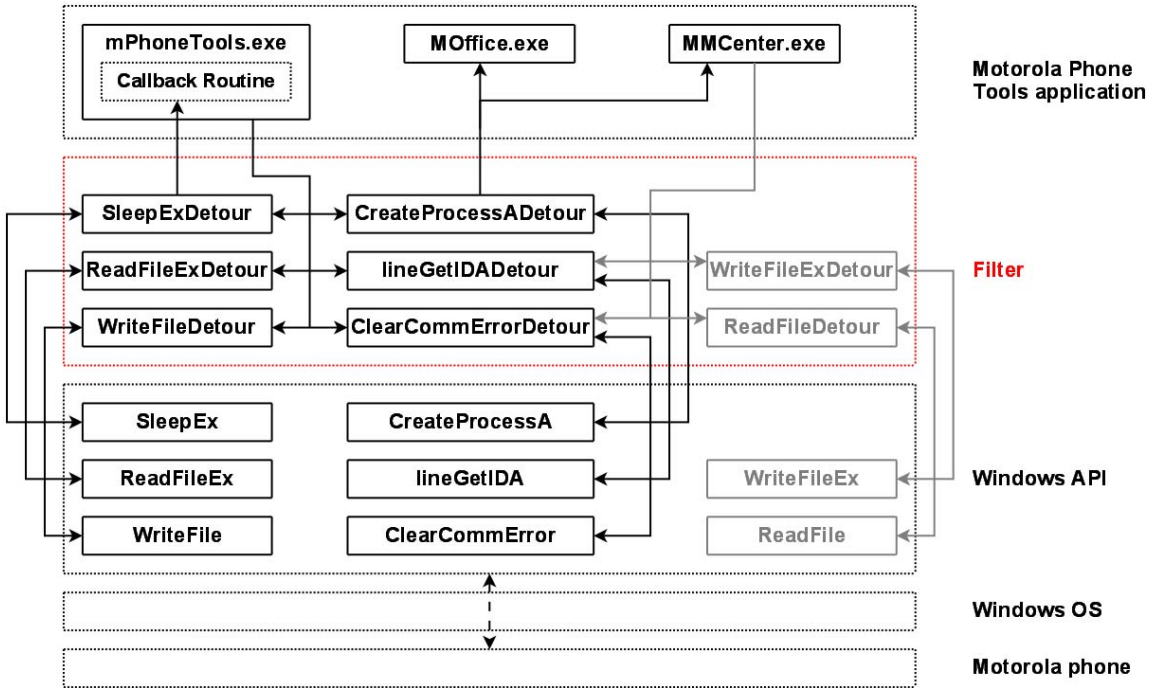 mPhoneTools.exe
Callback Routine
MOffice.exe
MMCenter.exe
Motorola Phone
Tools application
SleepExDetour
CreateProcessADetour
ReadFileExDetour
lineGetIDADetour
WriteFileExDetour
Filter
WriteFileDetour
ClearCommErrorDetour
ReadFileDetour
SleepEx
CreateProcessA
ReadFileEx
lineGetIDA
WriteFileEx
Windows API
WriteFile
ClearCommError
ReadFile
Windows OS
Motorola phone